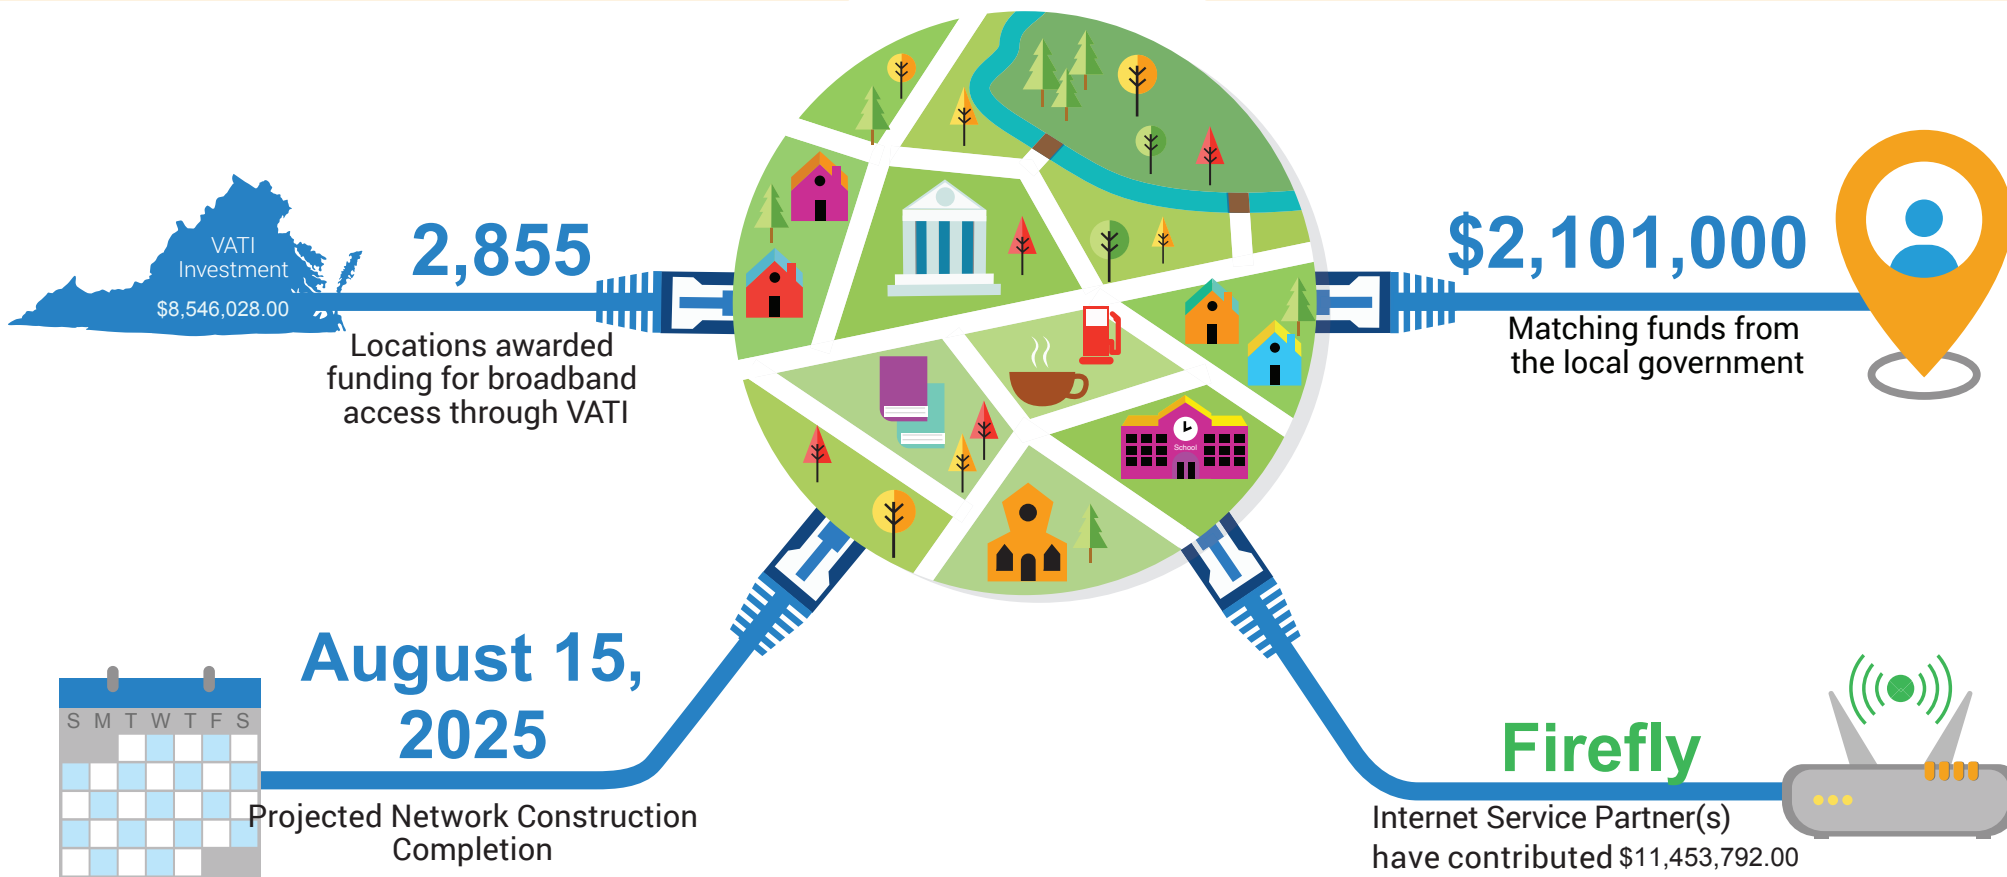 VATI
Investment
$8,546,028.00
2,855
Locations awarded
funding for broadband
access through VATI
$2,101,000
Matching funds from
the local government
School
August 15,
2025
S M T W T F S
Projected Network Construction
Completion
Firefly
Internet Service Partner(s)
have contributed $11,453,792.00